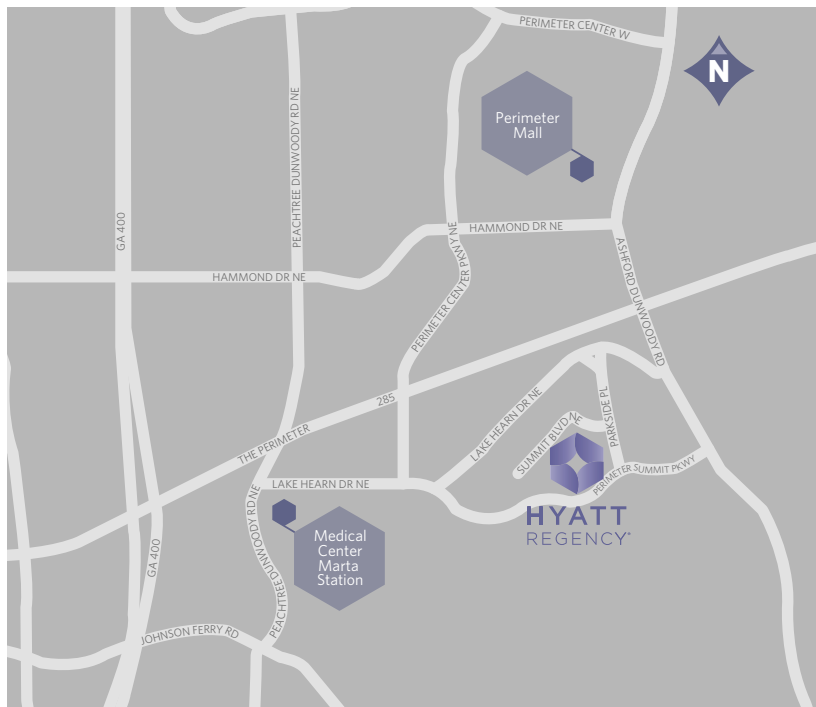 PERIMETER CENTER W
N
Perimeter
Mall
PEACHTREE DUNWOODY RD NE
GA 400
HAMMOND DR NE
HAMMOND DR NE
PERIMETER CENTER PKWY NE
ASHFORD DUNWOODY RD
285
THE PERIMETER
LAKE HEARN DR NE
SUMMIT BLVD NE
PARKSIDE PL
PERIMETER SUMMIT PKWY
LAKE HEARN DR NE
HYATT
REGENCY®
PEACHTREE DUNWOODY RD NE
Medical
Center
Marta
Station
GA 400
JOHNSON FERRY RD